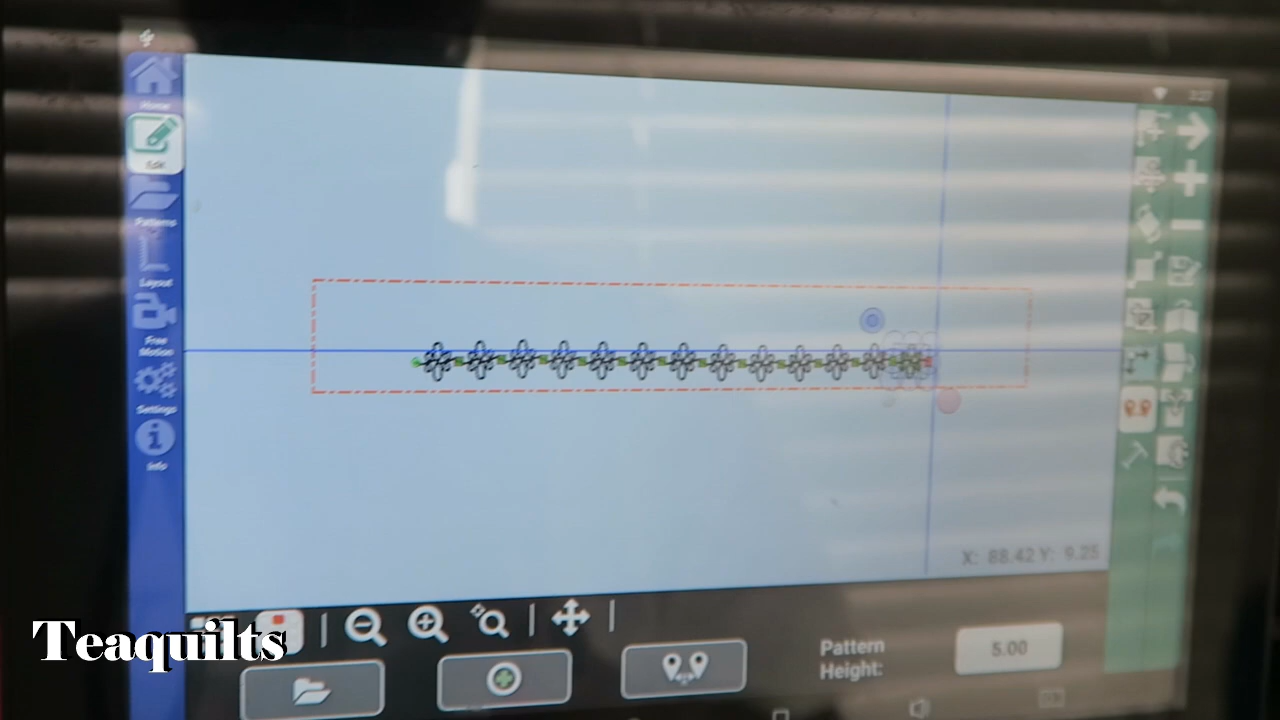 Home
Edit
Patterns
Layout
Free
Motion
Settings
Info
X: 88.42 Y: 9.25
Pattern
Height:
5.00
Teaquilts